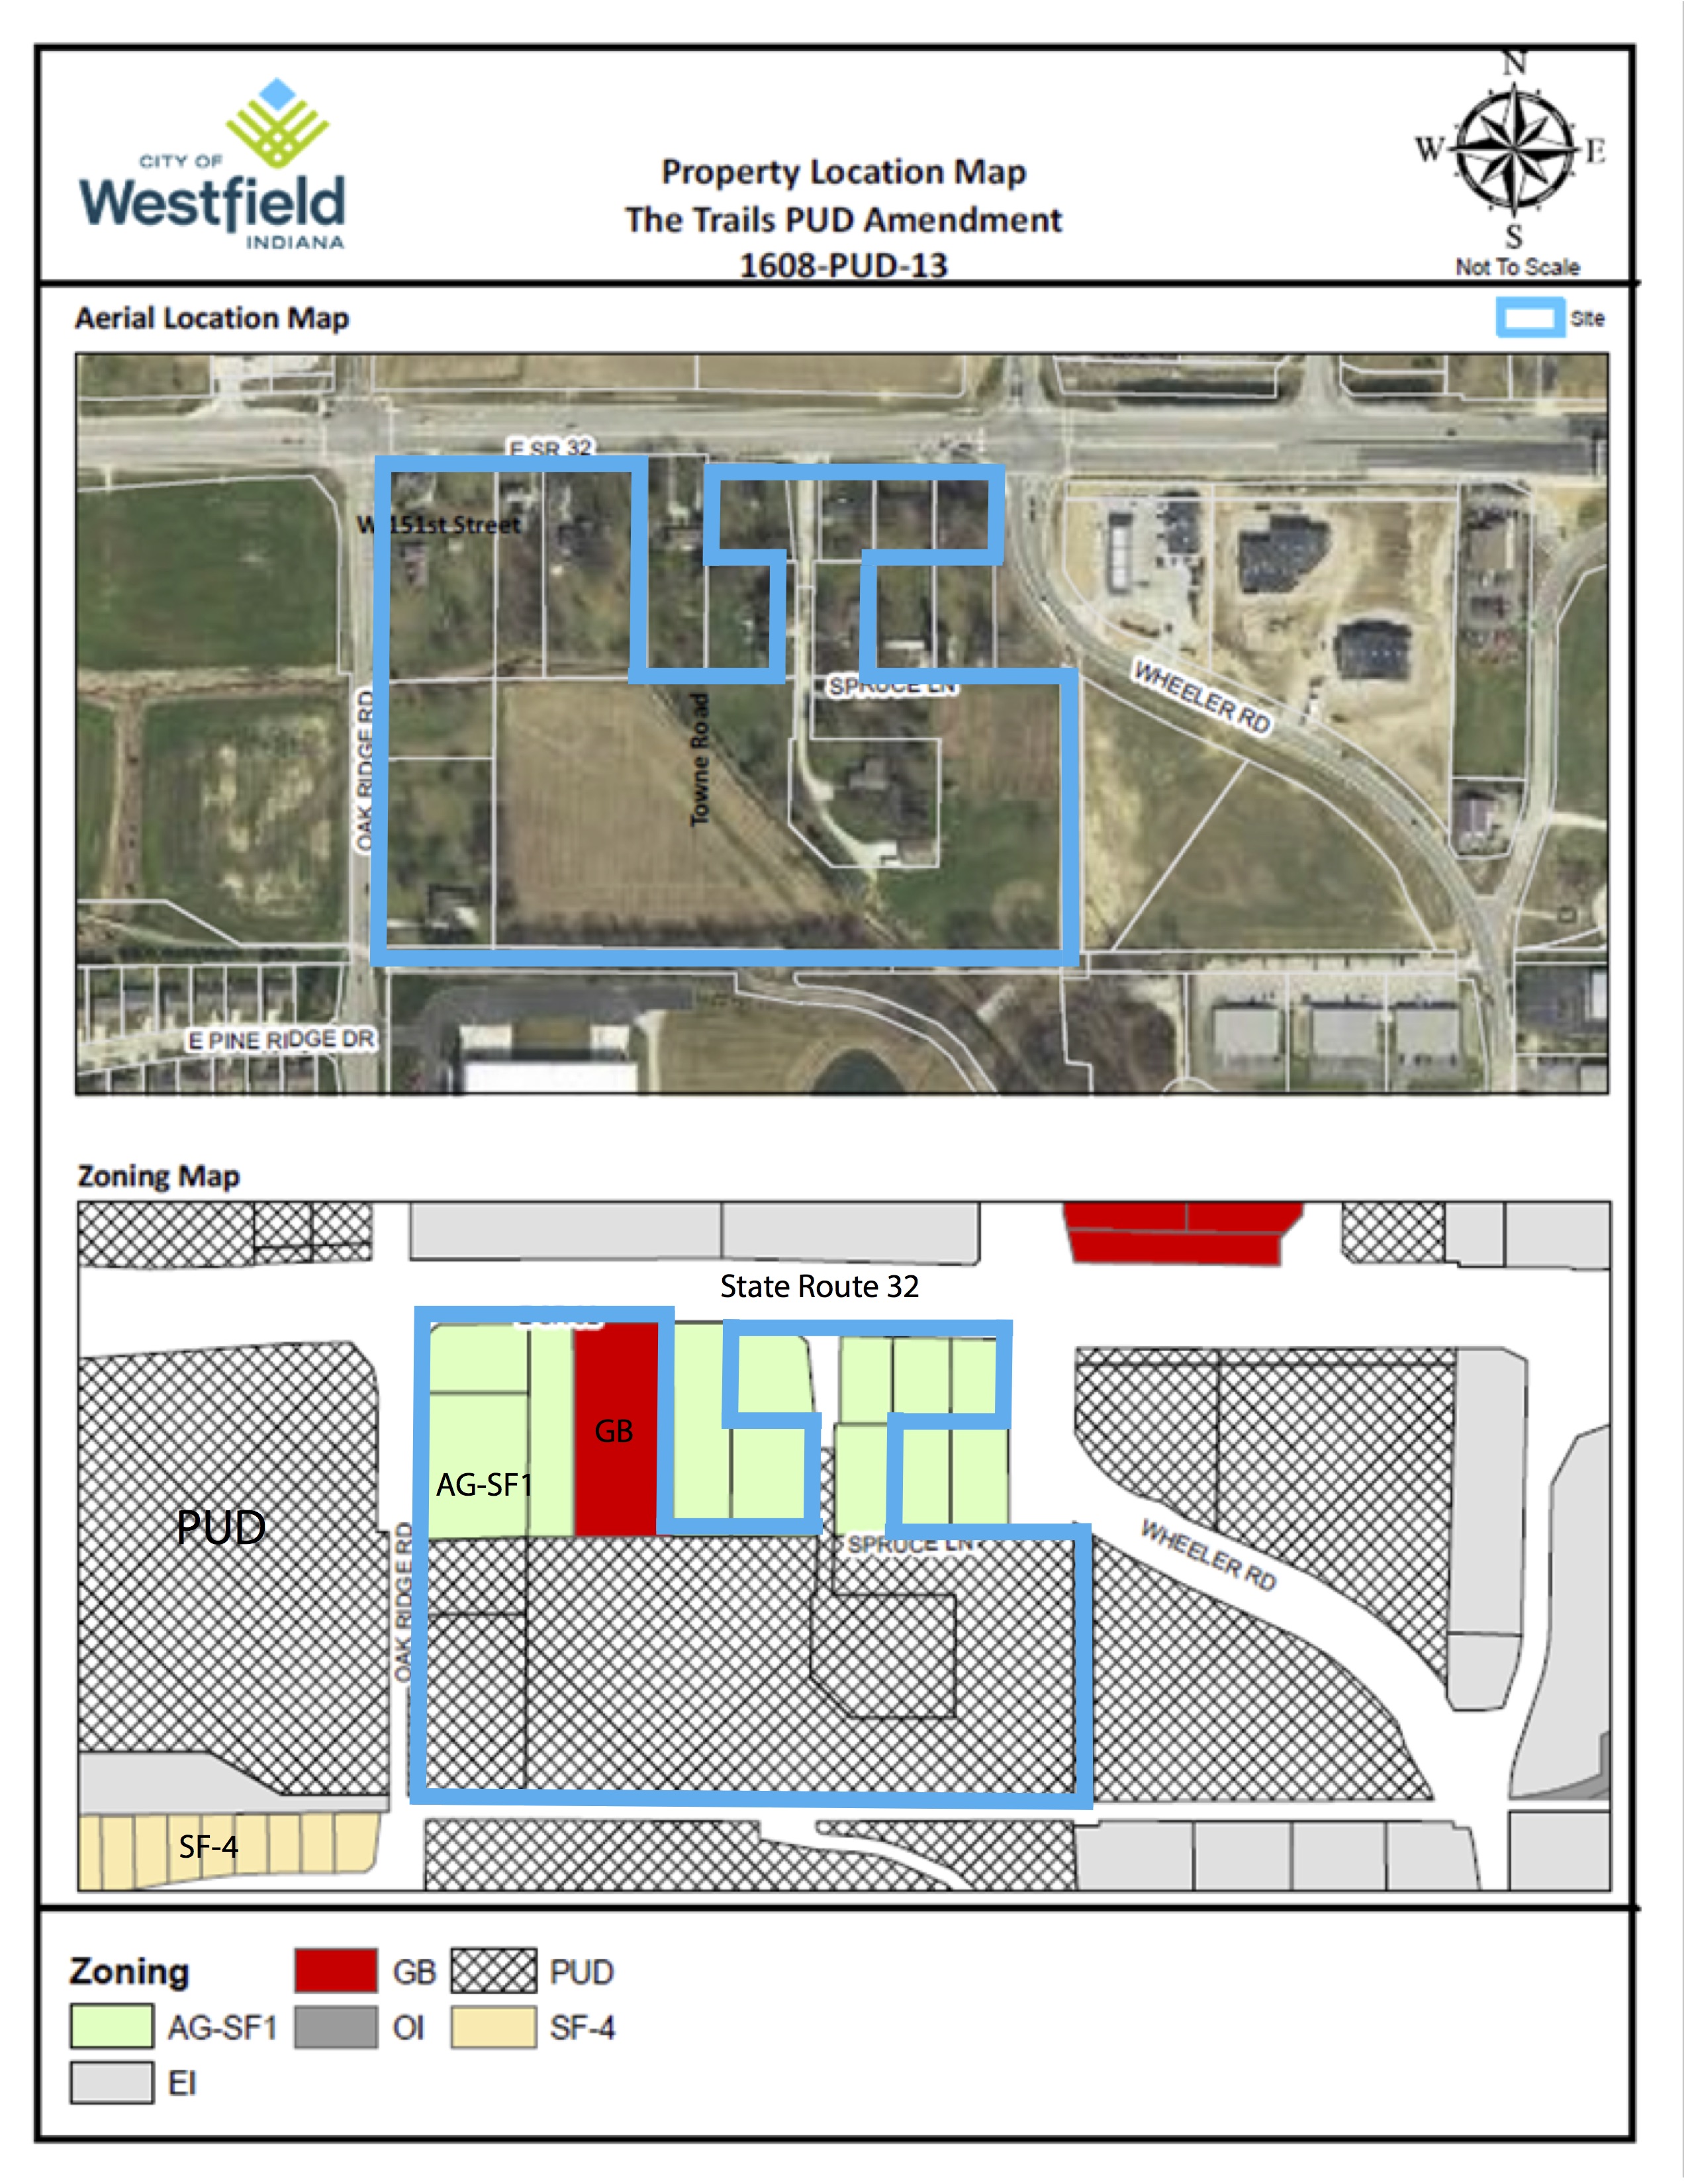 CITY OF
Westfield
INDIANA
Property Location Map
The Trails PUD Amendment
1608-PUD-13
N
W
E
S
Not To Scale
Aerial Location Map
Site
E SR 32
W 151st Street
OAK RIDGE RD
Towne Road
SPRUCE LN
WHEELER RD
E PINE RIDGE DR
Zoning Map
State Route 32
GB
AG-SF1
PUD
OAK RIDGE RD
SPRUCE LN
WHEELER RD
SF-4
Zoning
GB
PUD
AG-SF1
OI
SF-4
EI